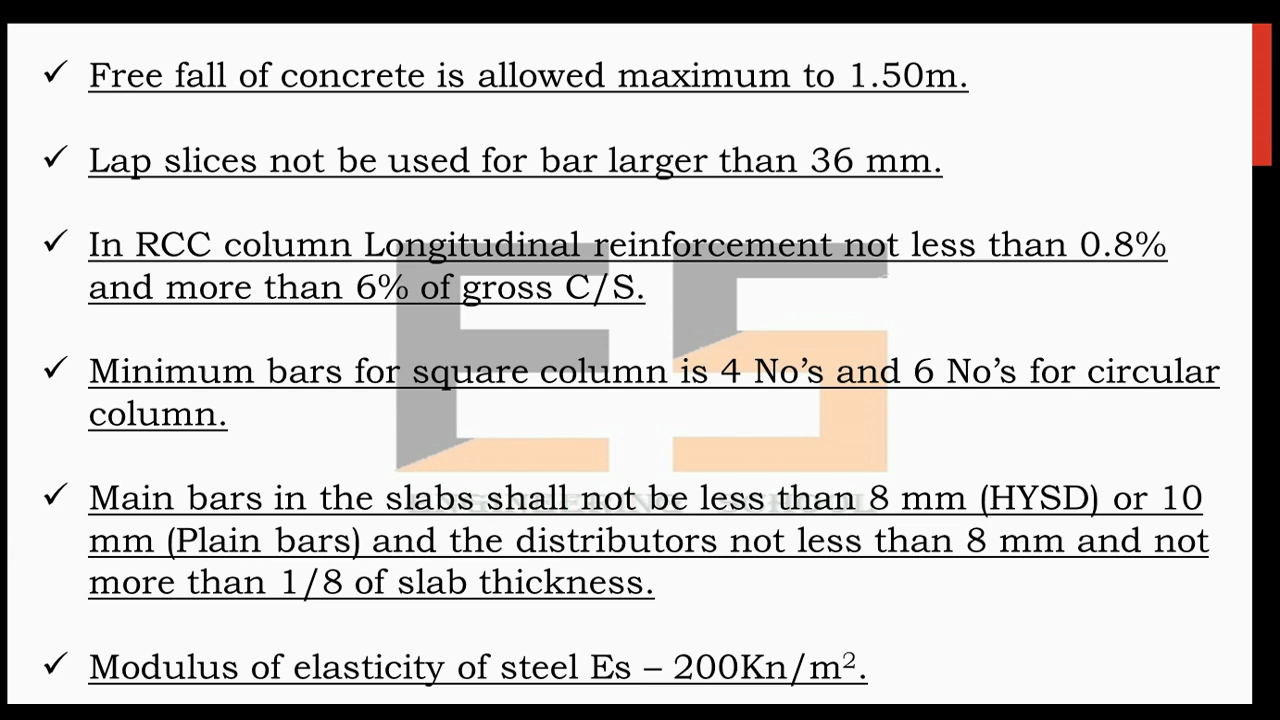 ✓ Free fall of concrete is allowed maximum to 1.50m.
✓ Lap slices not be used for bar larger than 36 mm.
✓ In RCC column Longitudinal reinforcement not less than 0.8%
and more than 6% of gross C/S.
✓ Minimum bars for square column is 4 No’s and 6 No’s for circular
column.
✓ Main bars in the slabs shall not be less than 8 mm (HYSD) or 10
mm (Plain bars) and the distributors not less than 8 mm and not
more than 1/8 of slab thickness.
✓ Modulus of elasticity of steel Es – 200Kn/m².
ES